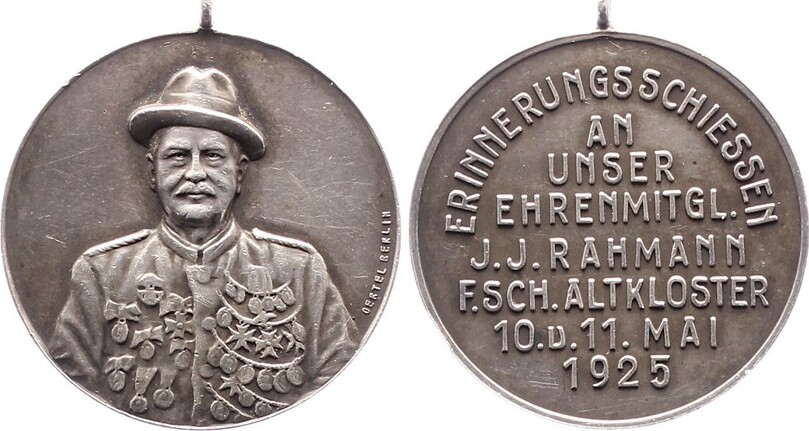 OERTEL BERLIN
ERINNERUNGSSCHIESSEN
AN
UNSER
EHRENMITGL.
J.J. RAHMANN
F.SCH. ALTKLOSTER
10.U.11. MAI
1925